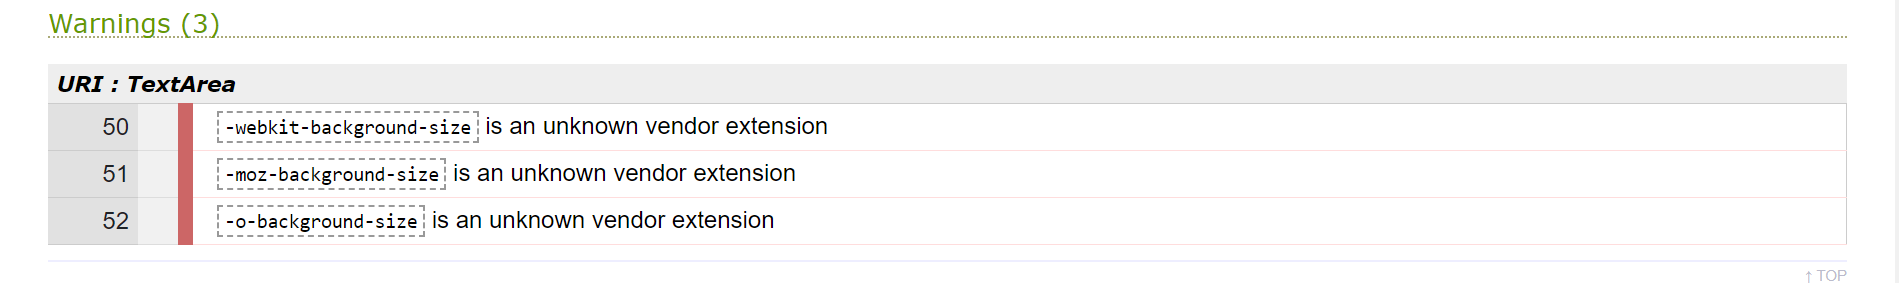 Warnings (3)
URI : TextArea
50 -webkit-background-size is an unknown vendor extension
51 -moz-background-size is an unknown vendor extension
52 -o-background-size is an unknown vendor extension
↑ TOP